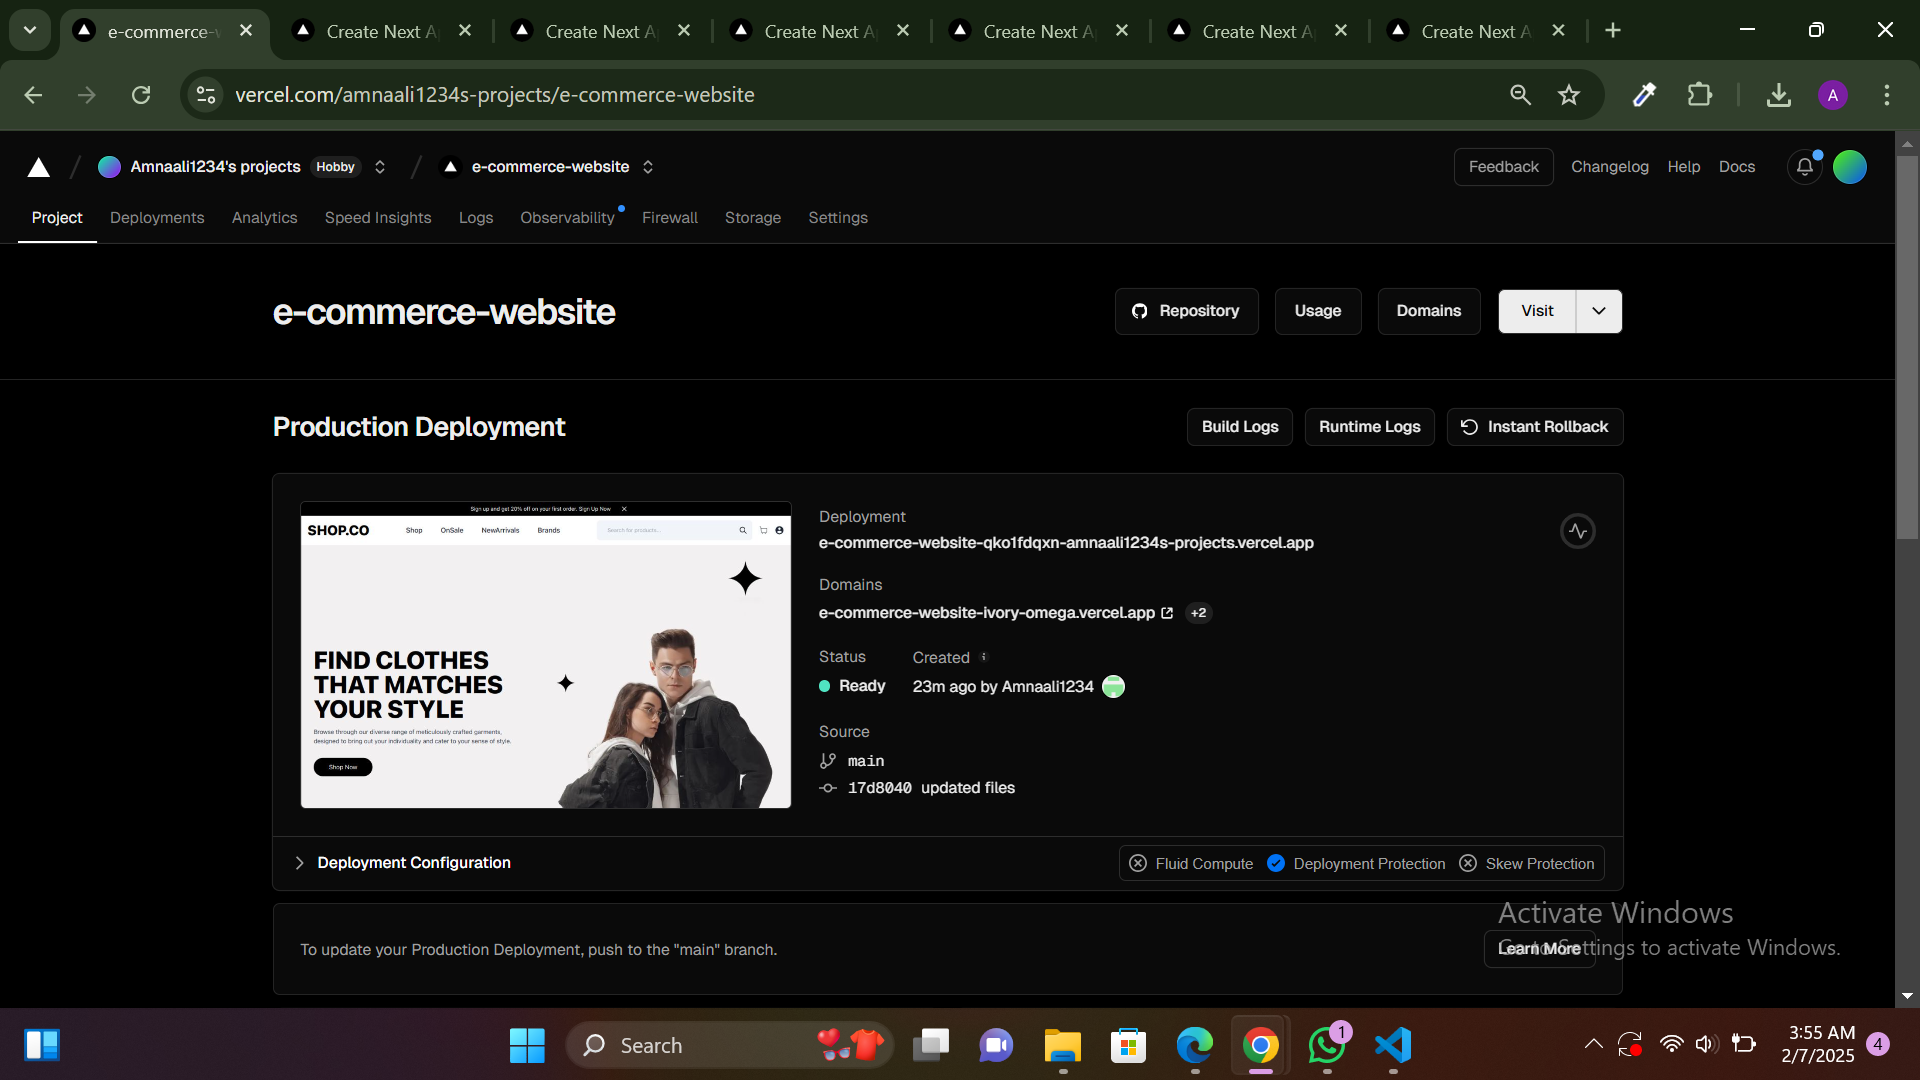 e-commerce-w
Create Next A
Create Next A
Create Next A
Create Next A
Create Next A
Create Next A
vercel.com/amnaali1234s-projects/e-commerce-website
A
Amnaali1234's projects Hobby
e-commerce-website
Feedback Changelog Help Docs
Project Deployments Analytics Speed Insights Logs Observability Firewall Storage Settings
e-commerce-website
Repository Usage Domains Visit
Production Deployment
Build Logs Runtime Logs Instant Rollback
Sign up and get 20% off on your first order. Sign Up Now
SHOP.CO Shop OnSale NewArrivals Brands Search for products...
FIND CLOTHES
THAT MATCHES
YOUR STYLE
Browse through our diverse range of meticulously crafted garments,
designed to bring out your individuality and cater to your sense of style.
Shop Now
Deployment
e-commerce-website-qko1fdqxn-amnaali1234s-projects.vercel.app
Domains
e-commerce-website-ivory-omega.vercel.app +2
Status Created
Ready 23m ago by Amnaali1234
Source
main
17d8040 updated files
Deployment Configuration
Fluid Compute Deployment Protection Skew Protection
To update your Production Deployment, push to the "main" branch.
Learn More
Activate Windows
Go to Settings to activate Windows.
Search
1
3:55 AM
2/7/2025
4